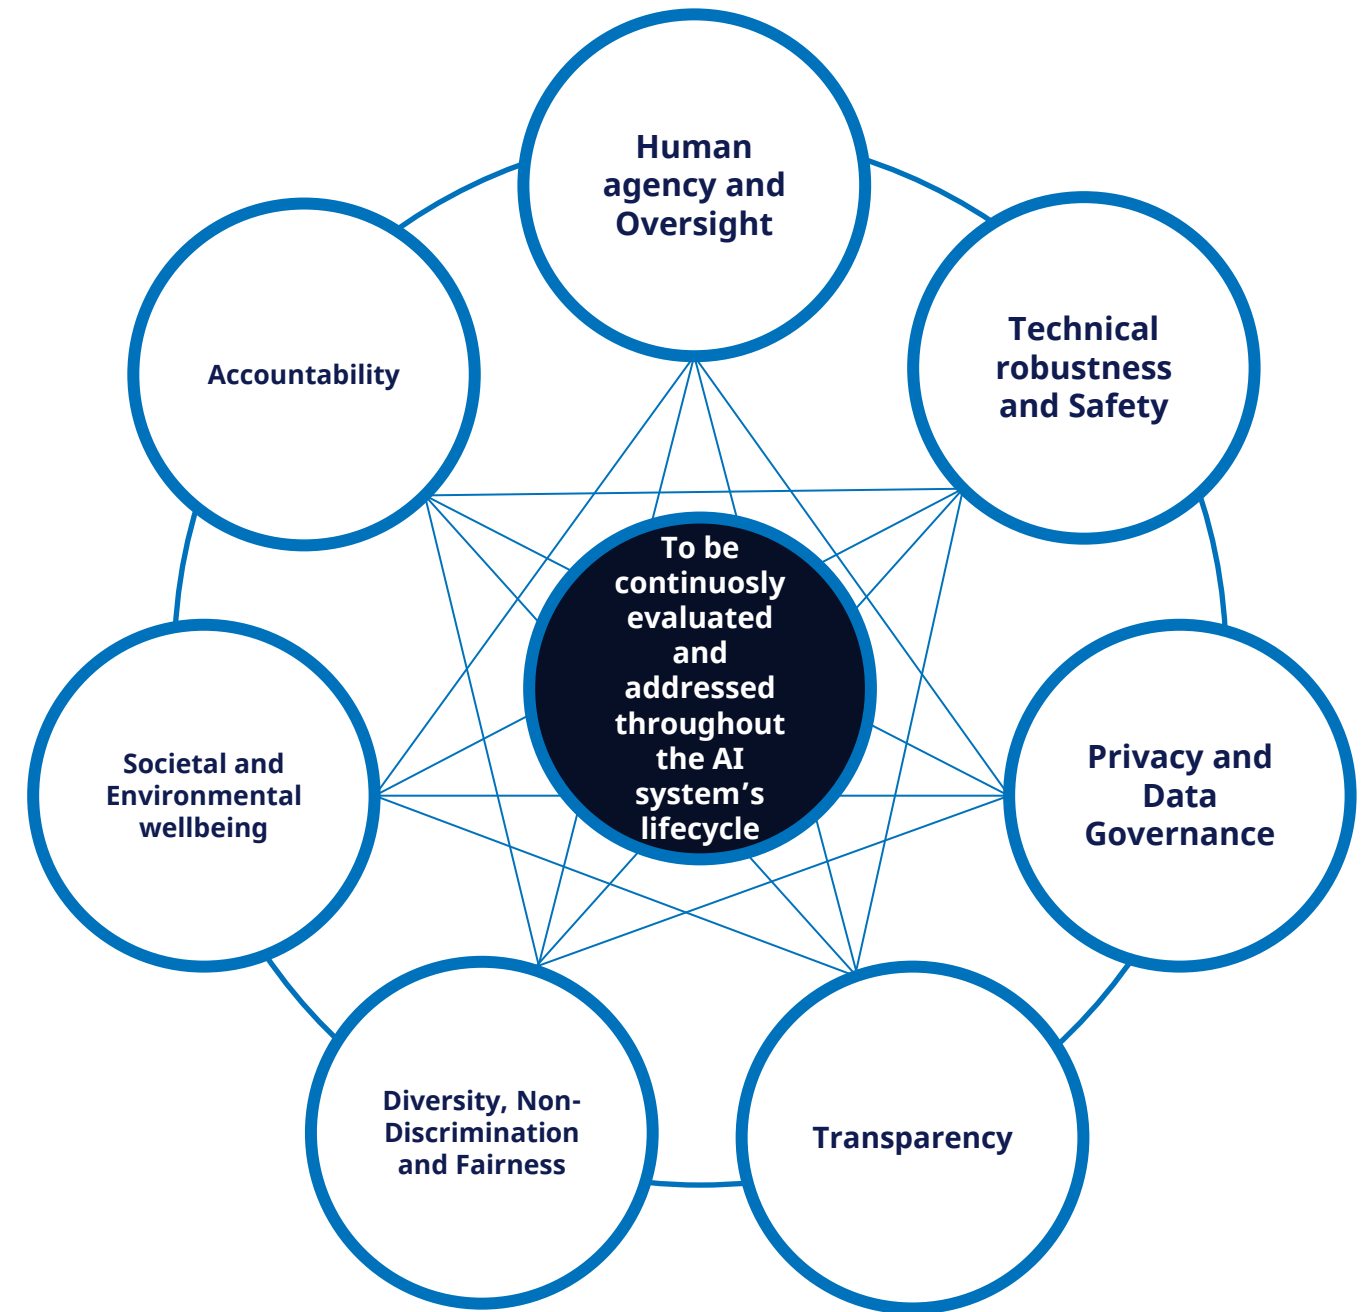 Human
agency and
Oversight
Technical
robustness
and Safety
Privacy and
Data
Governance
Transparency
Diversity, Non-
Discrimination
and Fairness
Societal and
Environmental
wellbeing
Accountability
To be
continuosly
evaluated
and
addressed
throughout
the AI
system’s
lifecycle